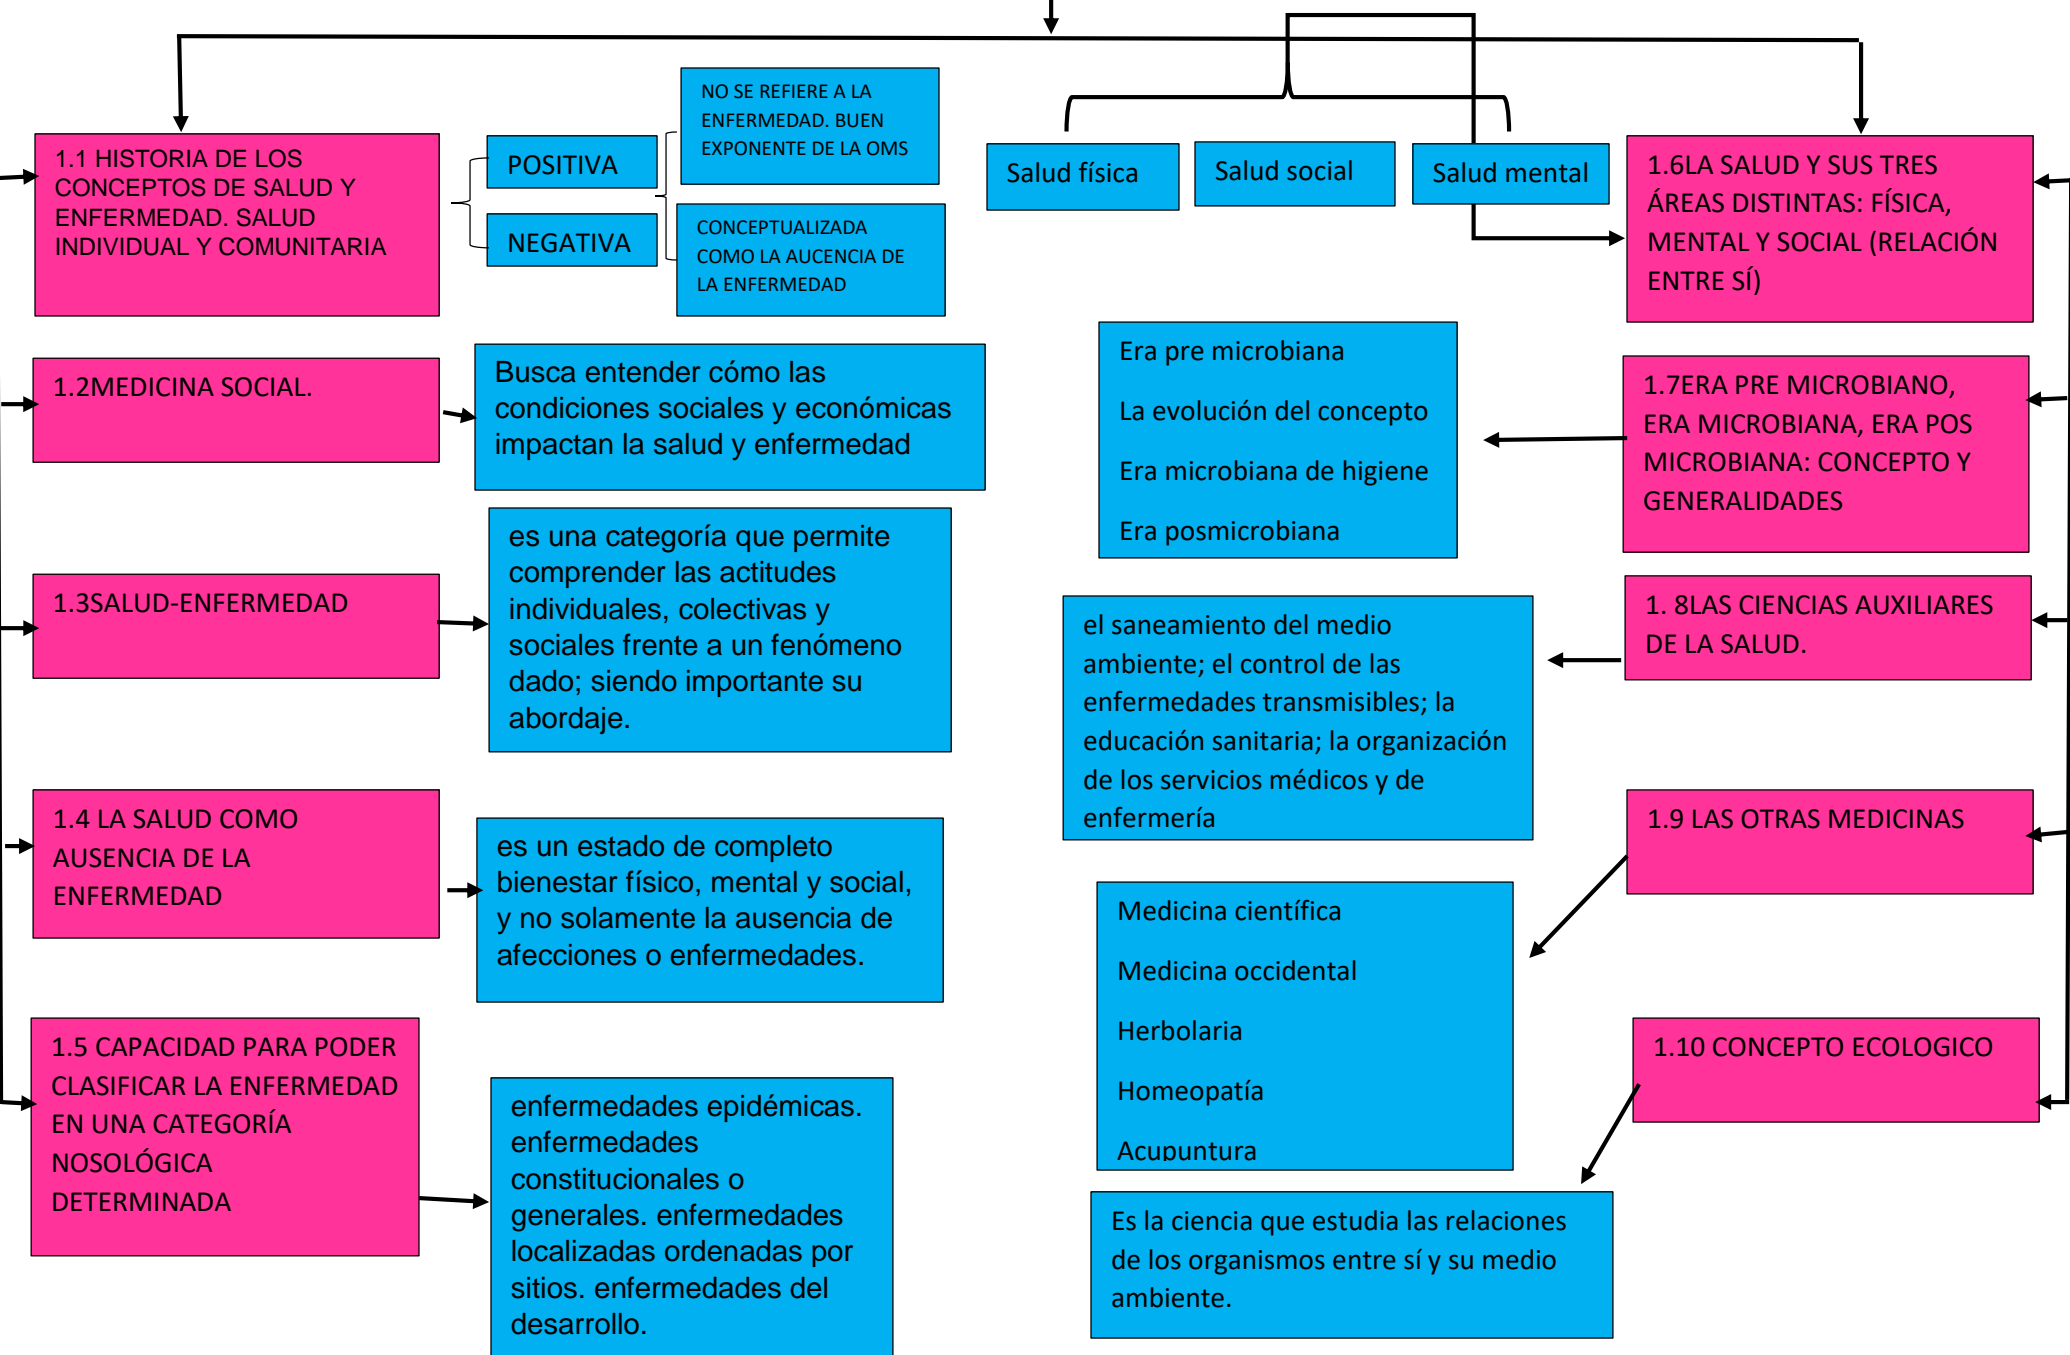 1.1 HISTORIA DE LOS
CONCEPTOS DE SALUD Y
ENFERMEDAD. SALUD
INDIVIDUAL Y COMUNITARIA
POSITIVA
NEGATIVA
NO SE REFIERE A LA
ENFERMEDAD. BUEN
EXPONENTE DE LA OMS
CONCEPTUALIZADA
COMO LA AUCENCIA DE
LA ENFERMEDAD
1.2MEDICINA SOCIAL.
Busca entender cómo las
condiciones sociales y económicas
impactan la salud y enfermedad
1.3SALUD-ENFERMEDAD
es una categoría que permite
comprender las actitudes
individuales, colectivas y
sociales frente a un fenómeno
dado; siendo importante su
abordaje.
1.4 LA SALUD COMO
AUSENCIA DE LA
ENFERMEDAD
es un estado de completo
bienestar físico, mental y social,
y no solamente la ausencia de
afecciones o enfermedades.
1.5 CAPACIDAD PARA PODER
CLASIFICAR LA ENFERMEDAD
EN UNA CATEGORÍA
NOSOLÓGICA
DETERMINADA
enfermedades epidémicas.
enfermedades
constitucionales o
generales. enfermedades
localizadas ordenadas por
sitios. enfermedades del
desarrollo.
Salud física
Salud social
Salud mental
1.6LA SALUD Y SUS TRES
ÁREAS DISTINTAS: FÍSICA,
MENTAL Y SOCIAL (RELACIÓN
ENTRE SÍ)
Era pre microbiana
La evolución del concepto
Era microbiana de higiene
Era posmicrobiana
1.7ERA PRE MICROBIANO,
ERA MICROBIANA, ERA POS
MICROBIANA: CONCEPTO Y
GENERALIDADES
el saneamiento del medio
ambiente; el control de las
enfermedades transmisibles; la
educación sanitaria; la organización
de los servicios médicos y de
enfermería
1. 8LAS CIENCIAS AUXILIARES
DE LA SALUD.
1.9 LAS OTRAS MEDICINAS
Medicina científica
Medicina occidental
Herbolaria
Homeopatía
Acupuntura
1.10 CONCEPTO ECOLOGICO
Es la ciencia que estudia las relaciones
de los organismos entre sí y su medio
ambiente.